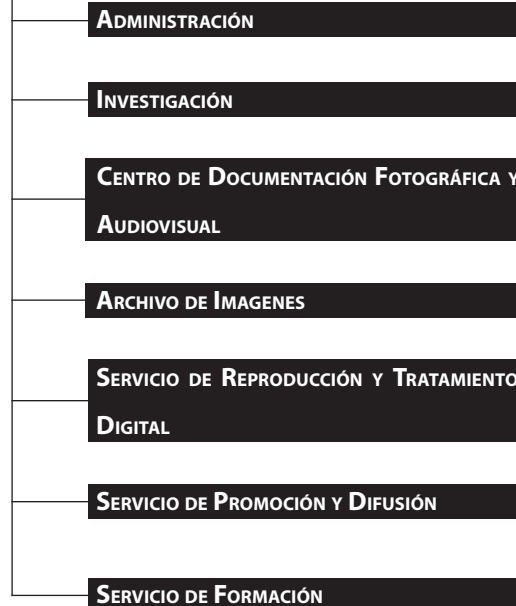 Administración
Investigación
Centro de Documentación Fotográfica y
Audiovisual
Archivo de Imagenes
Servicio de Reproducción y Tratamiento
Digital
Servicio de Promoción y Difusión
Servicio de Formación